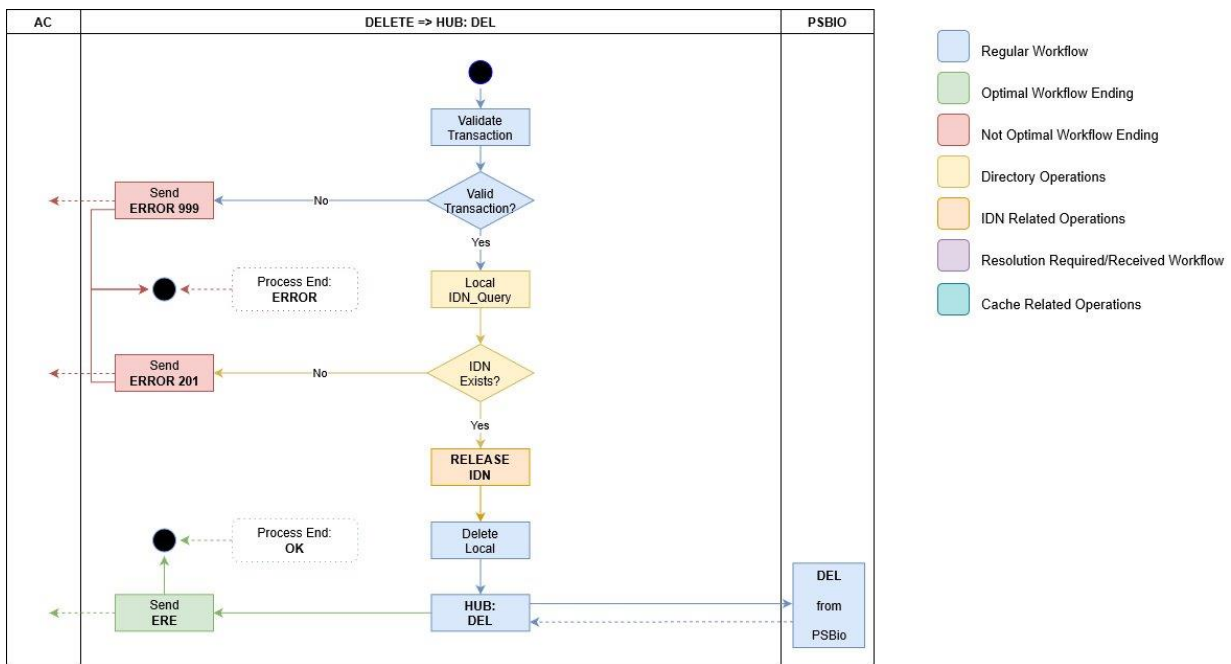 AC
DELETE => HUB: DEL
PSBIO
Validate
Transaction
Valid
Transaction?
No
Send
ERROR 999
Yes
Local
IDN_Query
Process End:
ERROR
IDN
Exists?
No
Send
ERROR 201
Yes
RELEASE
IDN
Delete
Local
Process End:
OK
HUB:
DEL
Send
ERE
DEL
from
PSBio
Regular Workflow
Optimal Workflow Ending
Not Optimal Workflow Ending
Directory Operations
IDN Related Operations
Resolution Required/Received Workflow
Cache Related Operations